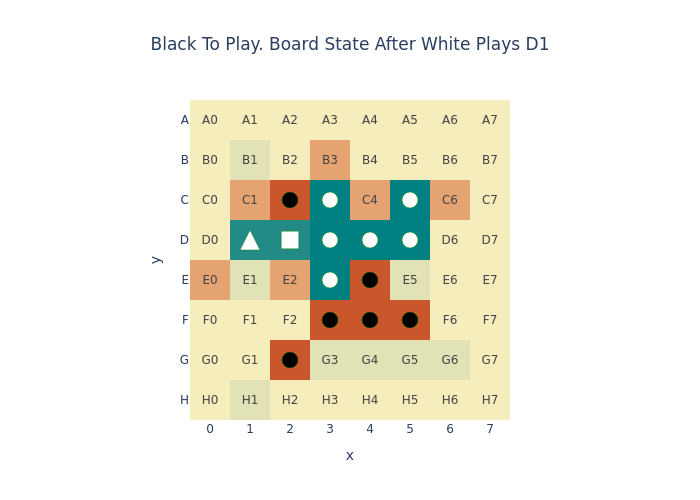 Black To Play. Board State After White Plays D1
A A0 A1 A2 A3 A4 A5 A6 A7
B B0 B1 B2 B3 B4 B5 B6 B7
C C0 C1 C4 C6 C7
D D0 D6 D7
y
E E0 E1 E2 E5 E6 E7
F F0 F1 F2 F6 F7
G G0 G1 G3 G4 G5 G6 G7
H H0 H1 H2 H3 H4 H5 H6 H7
0 1 2 3 4 5 6 7
x